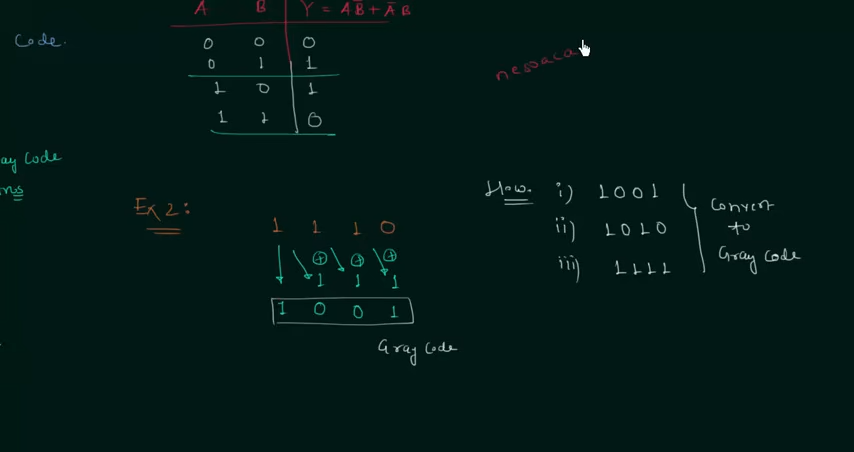 A B Y = AB̅ + A̅B
Code.
0 0 0
0 1 1
1 0 1
1 1 0
nesoaca
ay Code
ns
Ex 2:
1 1 1 0
⊕ ⊕ ⊕
1 1 1
1 0 0 1
Gray Code
H.w. i) 1001
ii) 1010
iii) 1111
Convert
to
Gray Code